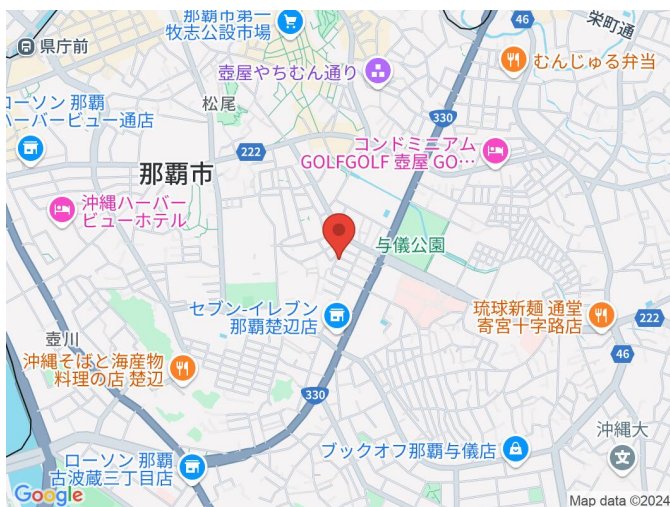 那覇市第一
牧志公設市場
46
栄町通
県庁前
むんじゅる弁当
壺屋やちむん通り
松尾
ローソン 那覇
ハーバービュー通店
330
222
コンドミニアム
GOLFGOLF 壺屋 GO…
那覇市
沖縄ハーバー
ビューホテル
与儀公園
セブン-イレブン
那覇楚辺店
琉球新麺 通堂
寄宮十字路店
222
壺川
沖縄そばと海産物
料理の店 楚辺
46
330
ブックオフ那覇与儀店
沖縄大
ローソン 那覇
古波蔵三丁目店
Google
Map data ©2024